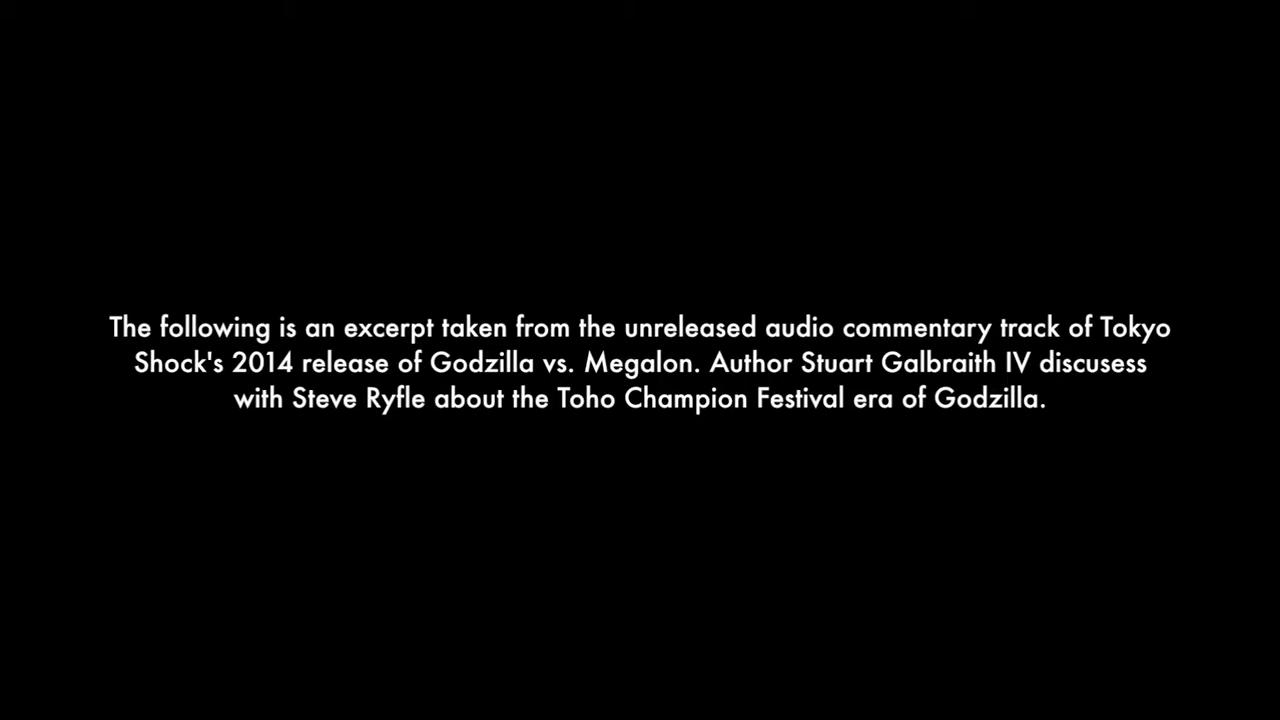 The following is an excerpt taken from the unreleased audio commentary track of Tokyo
Shock's 2014 release of Godzilla vs. Megalon. Author Stuart Galbraith IV discusess
with Steve Ryfle about the Toho Champion Festival era of Godzilla.